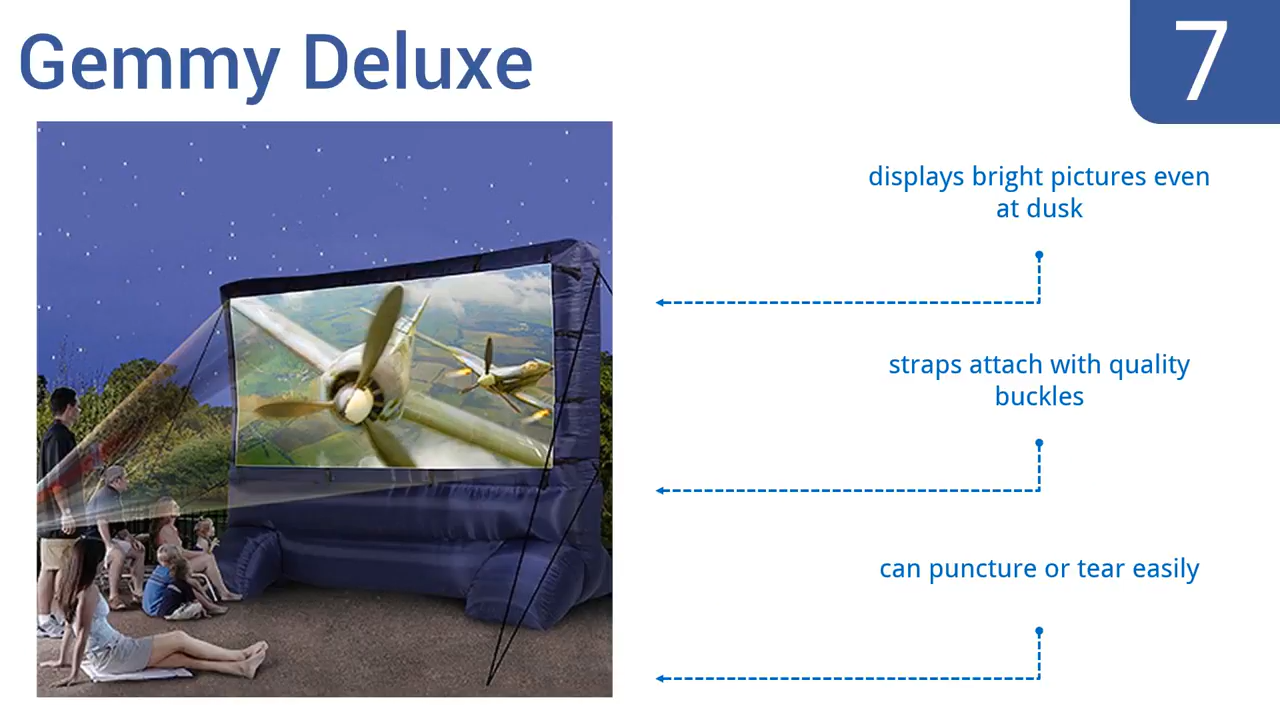 Gemmy Deluxe
7
displays bright pictures even
at dusk
straps attach with quality
buckles
can puncture or tear easily